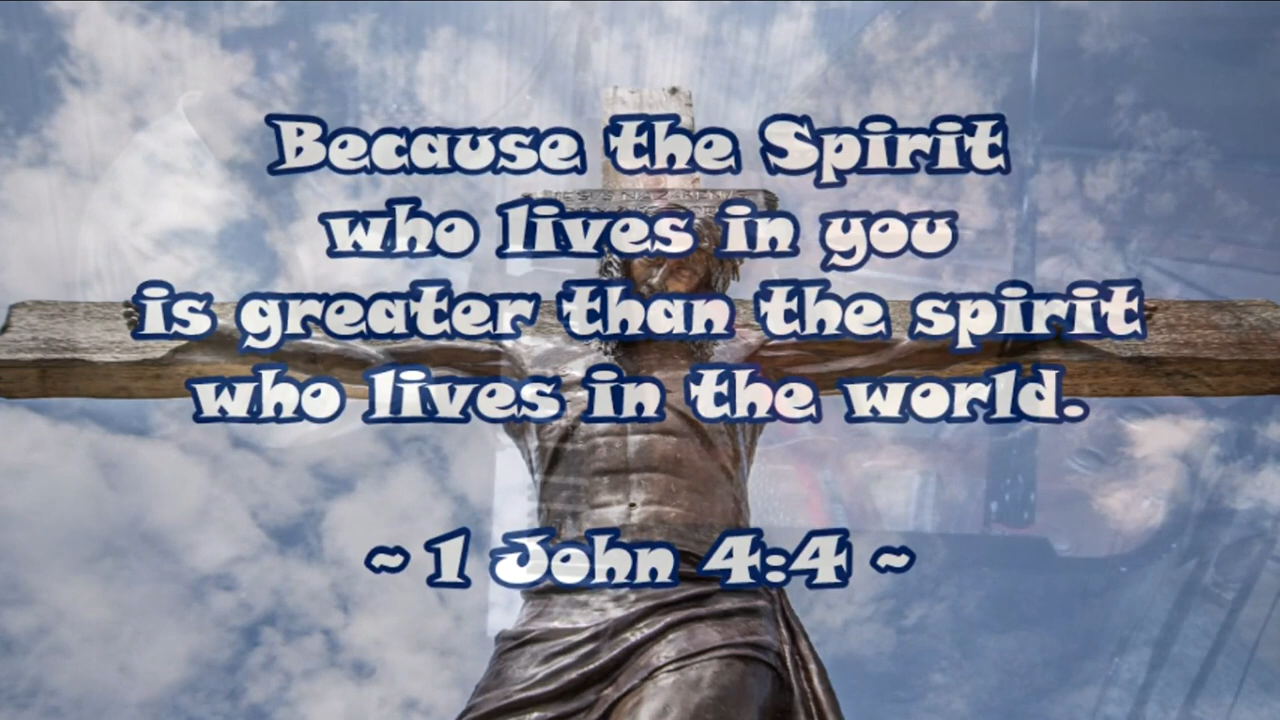 Because the Spirit
who lives in you
is greater than the spirit
who lives in the world.
~ 1 John 4:4 ~